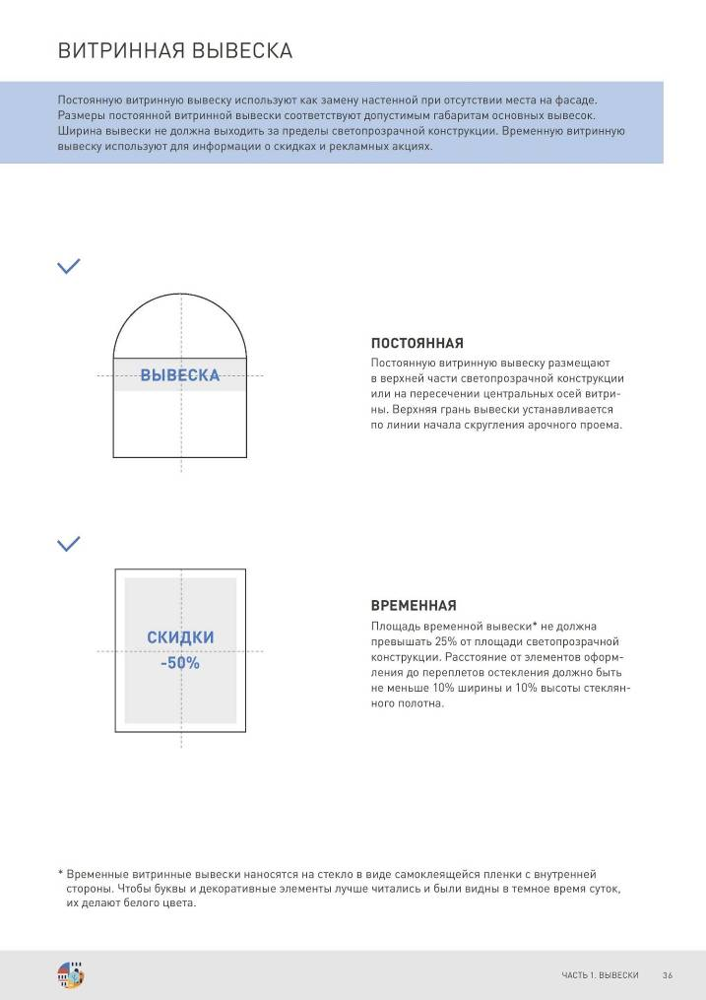 ВИТРИННАЯ ВЫВЕСКА
Постоянную витринную вывеску используют как замену настенной при отсутствии места на фасаде.
Размеры постоянной витринной вывески соответствуют допустимым габаритам основных вывесок.
Ширина вывески не должна выходить за пределы светопрозрачной конструкции. Временную витринную
вывеску используют для информации о скидках и рекламных акциях.
ВЫВЕСКА
ПОСТОЯННАЯ
Постоянную витринную вывеску размещают
в верхней части светопрозрачной конструкции
или на пересечении центральных осей витри-
ны. Верхняя грань вывески устанавливается
по линии начала скругления арочного проема.
СКИДКИ
-50%
ВРЕМЕННАЯ
Площадь временной вывески* не должна
превышать 25% от площади светопрозрачной
конструкции. Расстояние от элементов оформ-
ления до переплетов остекления должно быть
не меньше 10% ширины и 10% высоты стеклян-
ного полотна.
* Временные витринные вывески наносятся на стекло в виде самоклеящейся пленки с внутренней
стороны. Чтобы буквы и декоративные элементы лучше читались и были видны в темное время суток,
их делают белого цвета.
ЧАСТЬ 1. ВЫВЕСКИ 36